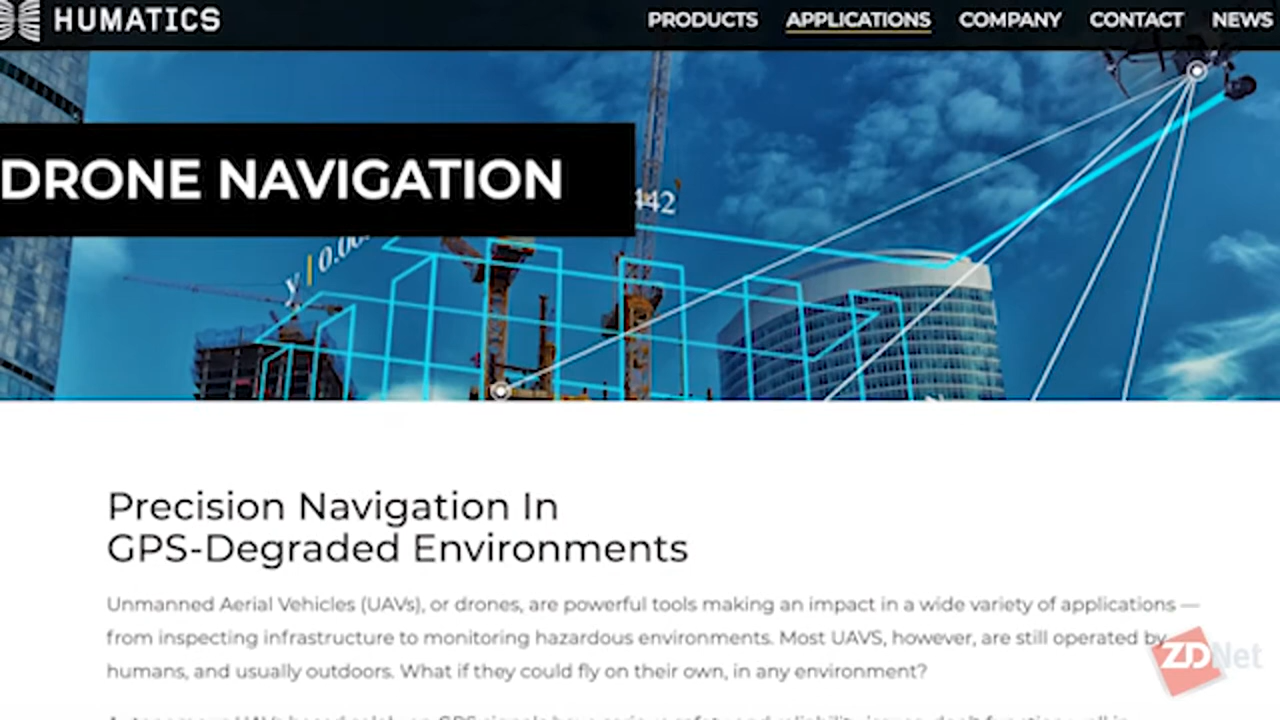 HUMATICS
PRODUCTS APPLICATIONS COMPANY CONTACT NEWS
DRONE NAVIGATION
442
y | 0.00
Precision Navigation In
GPS-Degraded Environments
Unmanned Aerial Vehicles (UAVs), or drones, are powerful tools making an impact in a wide variety of applications —
from inspecting infrastructure to monitoring hazardous environments. Most UAVS, however, are still operated by
humans, and usually outdoors. What if they could fly on their own, in any environment?
ZDNet